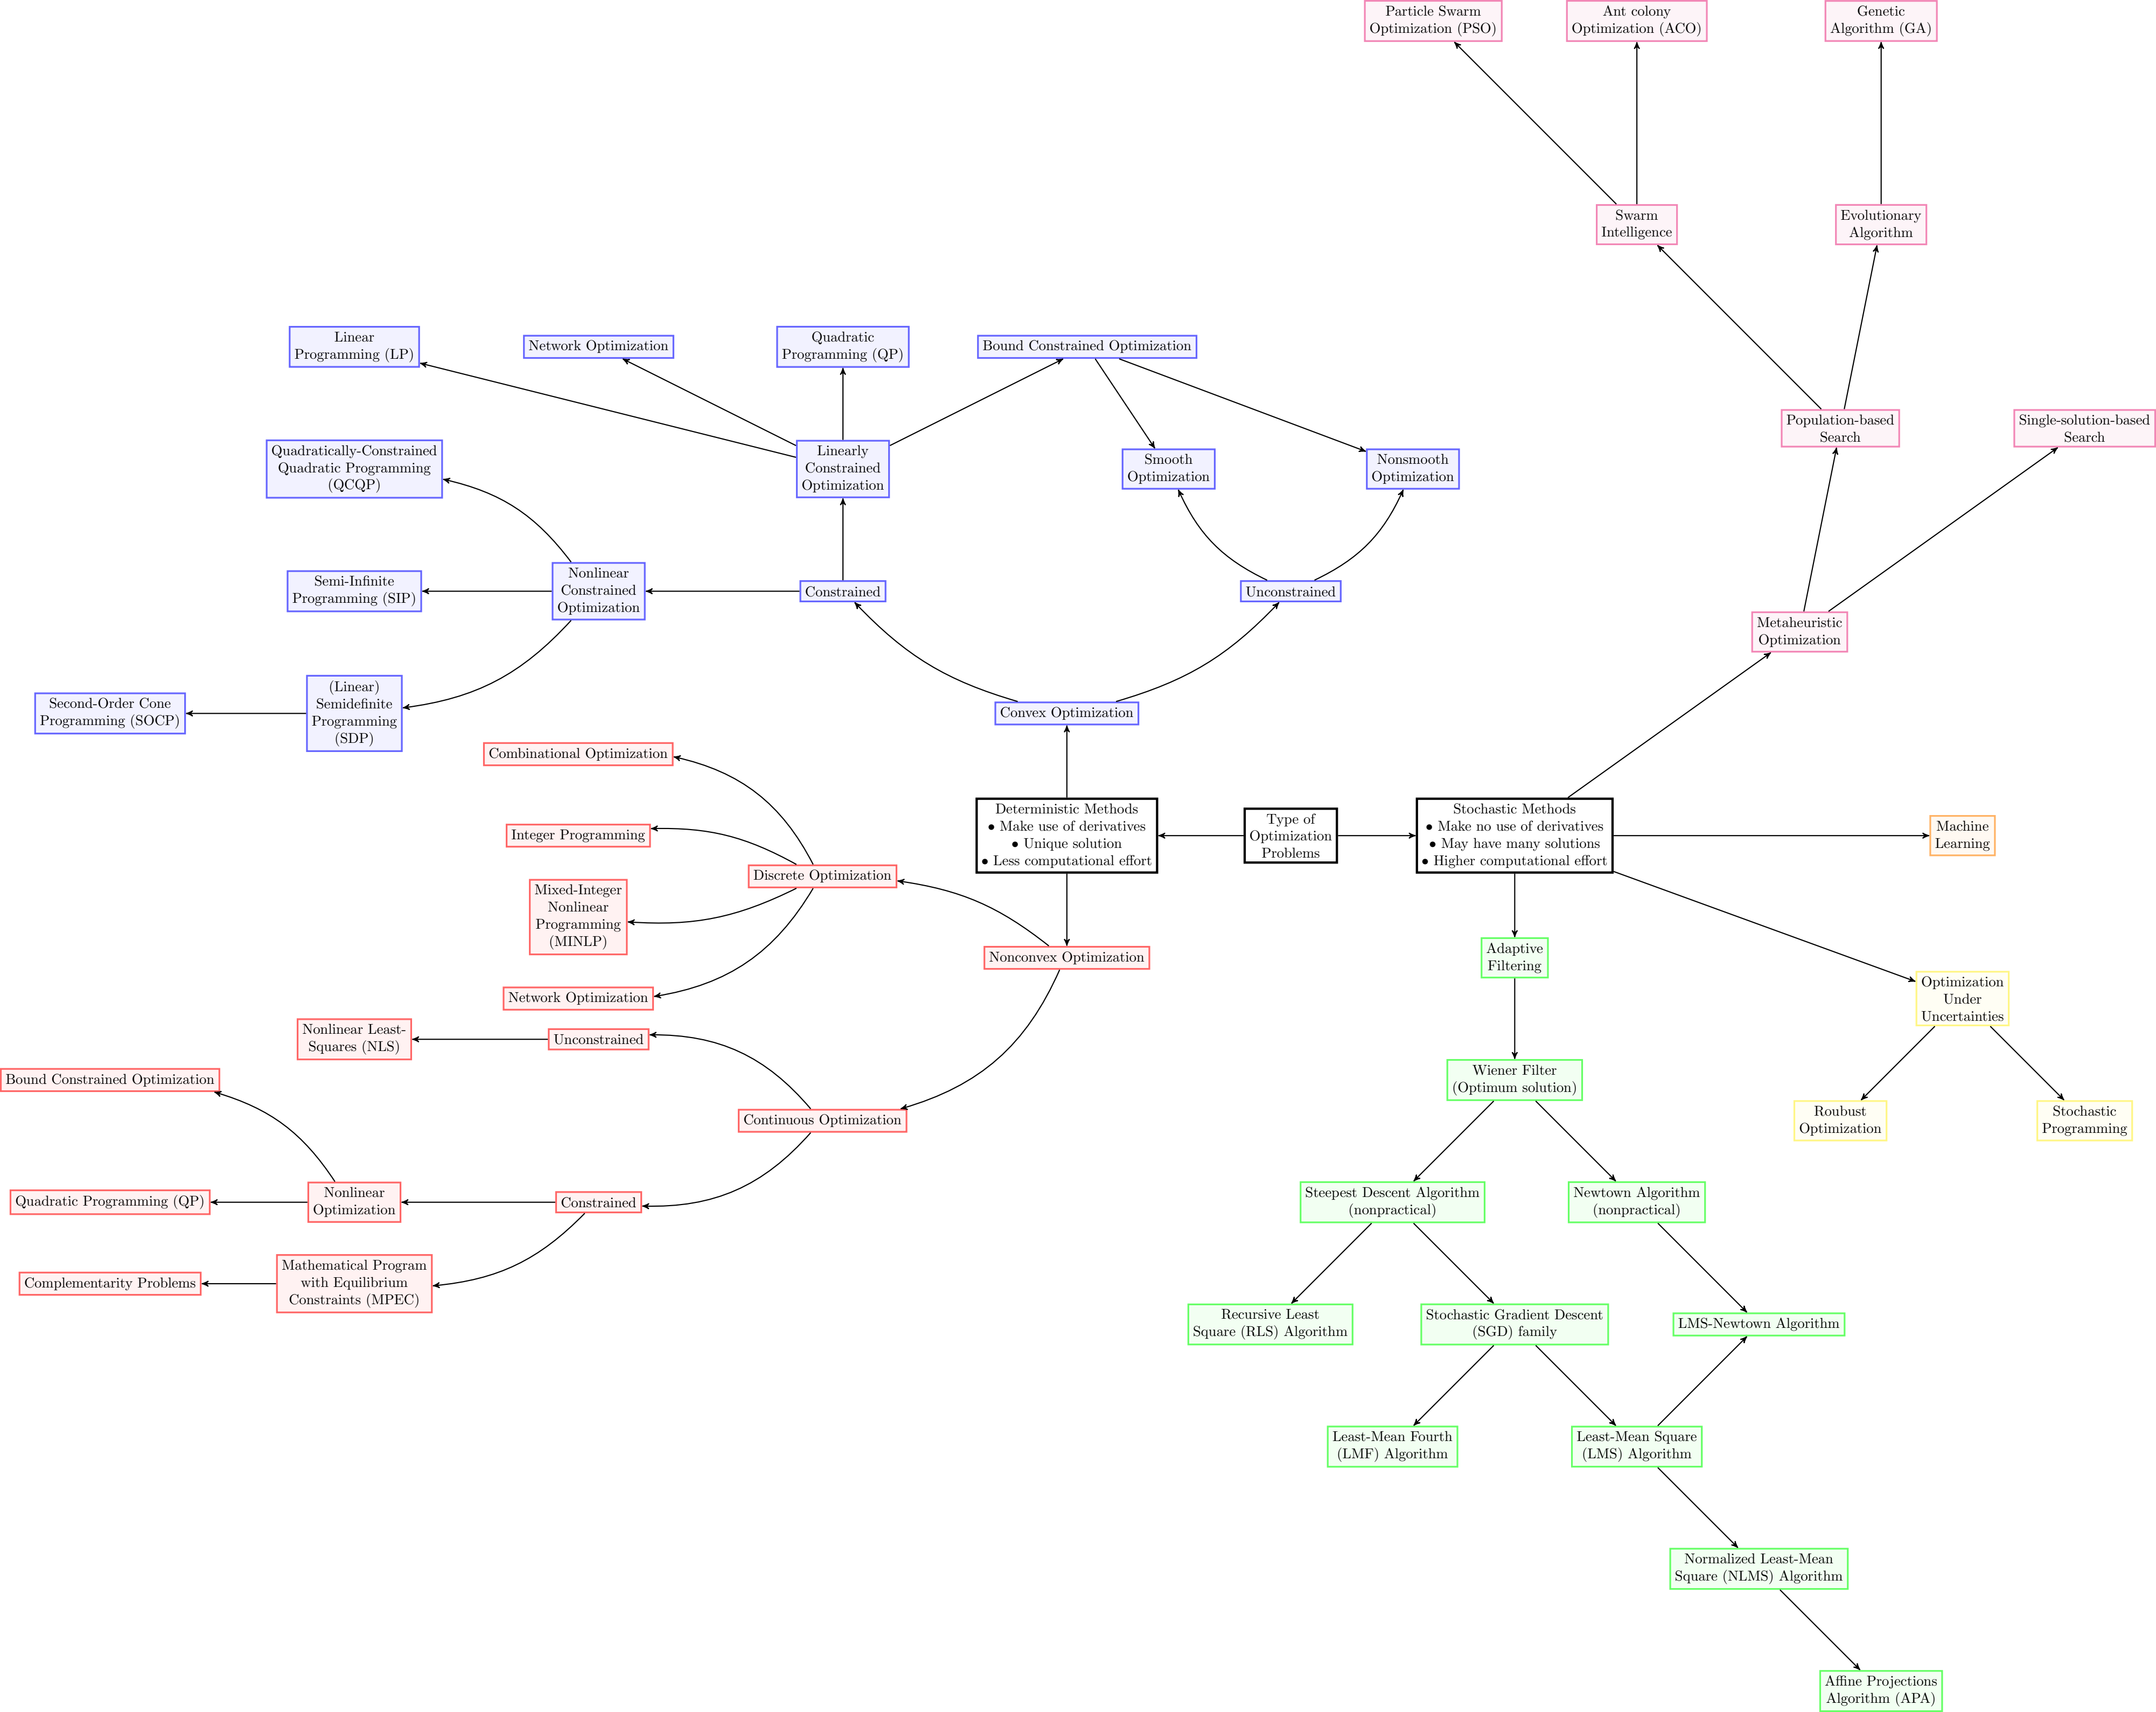 Particle Swarm
Optimization (PSO)
Ant colony
Optimization (ACO)
Genetic
Algorithm (GA)
Swarm
Intelligence
Evolutionary
Algorithm
Linear
Programming (LP)
Network Optimization
Quadratic
Programming (QP)
Bound Constrained Optimization
Population-based
Search
Single-solution-based
Search
Quadratically-Constrained
Quadratic Programming
(QCQP)
Linearly
Constrained
Optimization
Smooth
Optimization
Nonsmooth
Optimization
Semi-Infinite
Programming (SIP)
Nonlinear
Constrained
Optimization
Constrained
Unconstrained
Metaheuristic
Optimization
Second-Order Cone
Programming (SOCP)
(Linear)
Semidefinite
Programming
(SDP)
Convex Optimization
Combinational Optimization
Integer Programming
Deterministic Methods
• Make use of derivatives
• Unique solution
• Less computational effort
Type of
Optimization
Problems
Stochastic Methods
• Make no use of derivatives
• May have many solutions
• Higher computational effort
Machine
Learning
Discrete Optimization
Mixed-Integer
Nonlinear
Programming
(MINLP)
Nonconvex Optimization
Adaptive
Filtering
Network Optimization
Optimization
Under
Uncertainties
Nonlinear Least-
Squares (NLS)
Unconstrained
Bound Constrained Optimization
Wiener Filter
(Optimum solution)
Continuous Optimization
Roubust
Optimization
Stochastic
Programming
Quadratic Programming (QP)
Nonlinear
Optimization
Constrained
Steepest Descent Algorithm
(nonpractical)
Newtown Algorithm
(nonpractical)
Complementarity Problems
Mathematical Program
with Equilibrium
Constraints (MPEC)
Recursive Least
Square (RLS) Algorithm
Stochastic Gradient Descent
(SGD) family
LMS-Newtown Algorithm
Least-Mean Fourth
(LMF) Algorithm
Least-Mean Square
(LMS) Algorithm
Normalized Least-Mean
Square (NLMS) Algorithm
Affine Projections
Algorithm (APA)